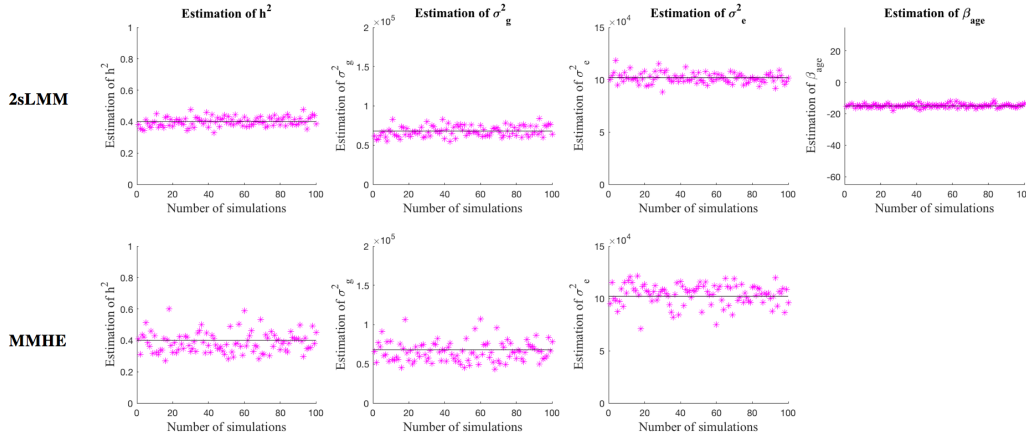 Estimation of h²
Estimation of σ²g
Estimation of σ²e
Estimation of βage
2sLMM
Estimation of h²
1
0.8
0.6
0.4
0.2
0
0 20 40 60 80 100
Number of simulations
Estimation of σ²g
×10⁵
2
1.5
1
0.5
0
0 20 40 60 80 100
Number of simulations
Estimation of σ²e
×10⁴
15
10
5
0
0 20 40 60 80 100
Number of simulations
Estimation of βage
20
0
-20
-40
-60
0 20 40 60 80 100
Number of simulations
MMHE
Estimation of h²
1
0.8
0.6
0.4
0.2
0
0 20 40 60 80 100
Number of simulations
Estimation of σ²g
×10⁵
2
1.5
1
0.5
0
0 20 40 60 80 100
Number of simulations
Estimation of σ²e
×10⁴
15
10
5
0
0 20 40 60 80 100
Number of simulations